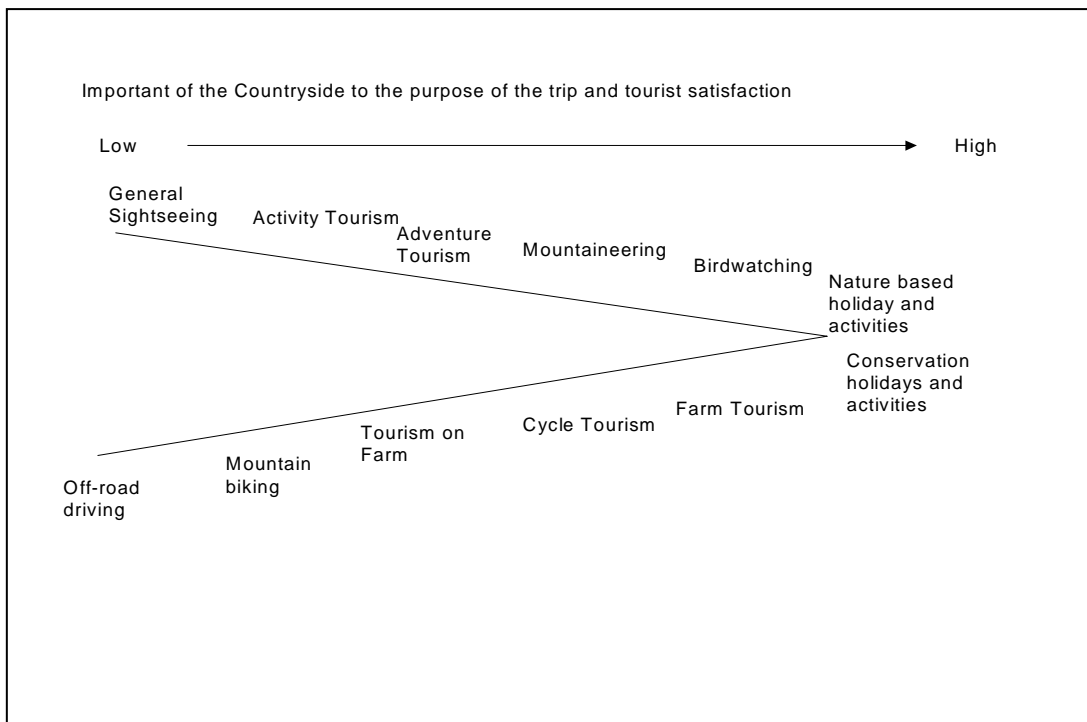 Important of the Countryside to the purpose of the trip and tourist satisfaction
Low
High
General
Sightseeing
Activity Tourism
Adventure
Tourism
Mountaineering
Birdwatching
Nature based
holiday and
activities
Conservation
holidays and
activities
Farm Tourism
Cycle Tourism
Tourism on
Farm
Mountain
biking
Off-road
driving